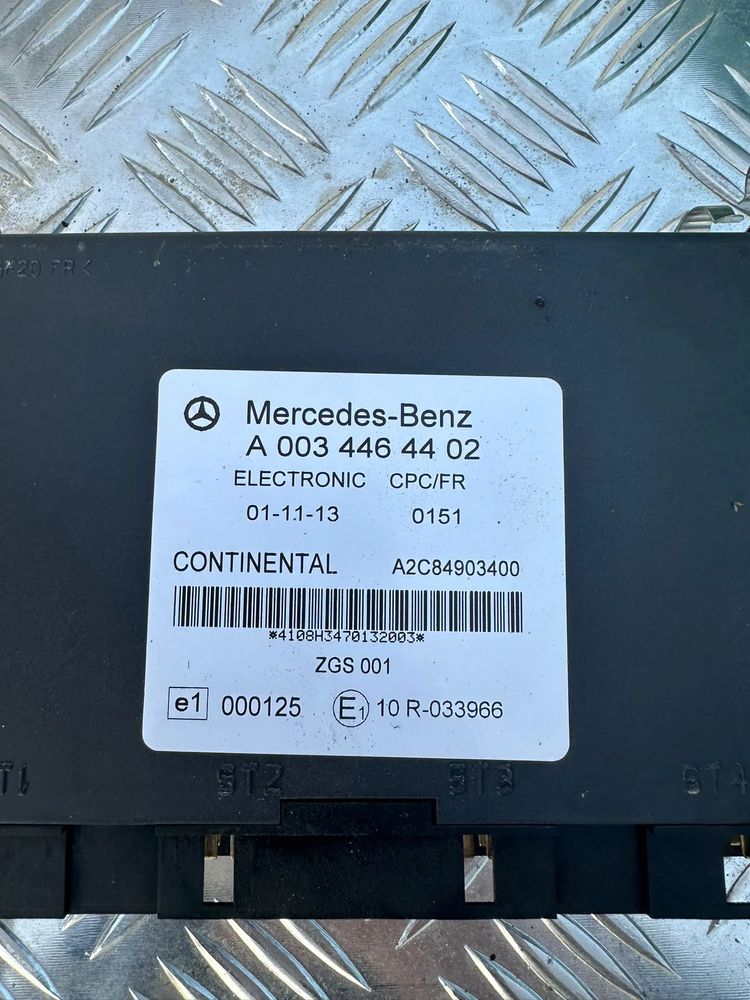 FR<
Mercedes-Benz
A 003 446 44 02
ELECTRONIC CPC/FR
01-11-13 0151
CONTINENTAL A2C84903400
*4108H3470132003*
ZGS 001
e1 000125 E1 10 R-033966
ST2 ST3